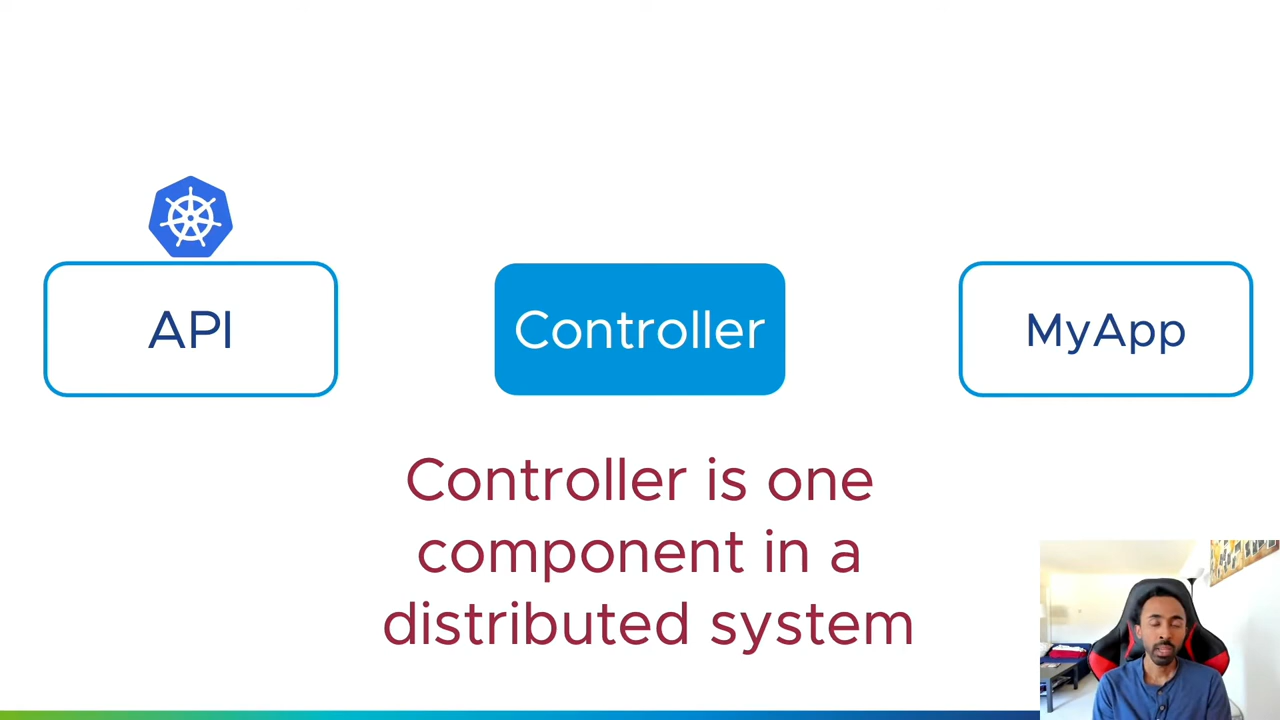 API
Controller
MyApp
Controller is one
component in a
distributed system